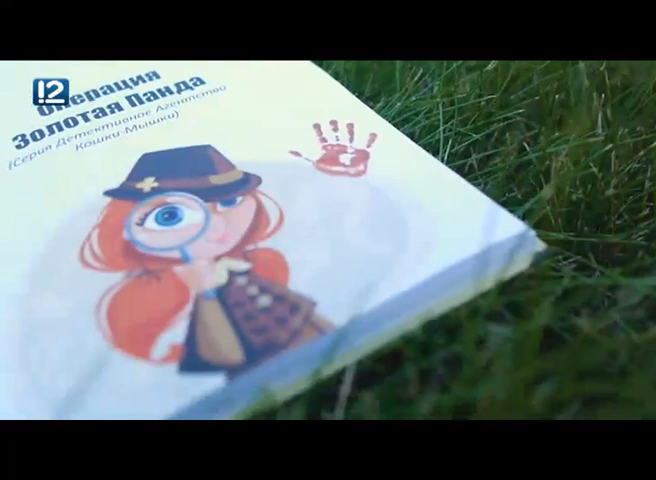 12
Операция
Золотая Панда
(Серия Детективное Агентство
Кошки-Мышки)